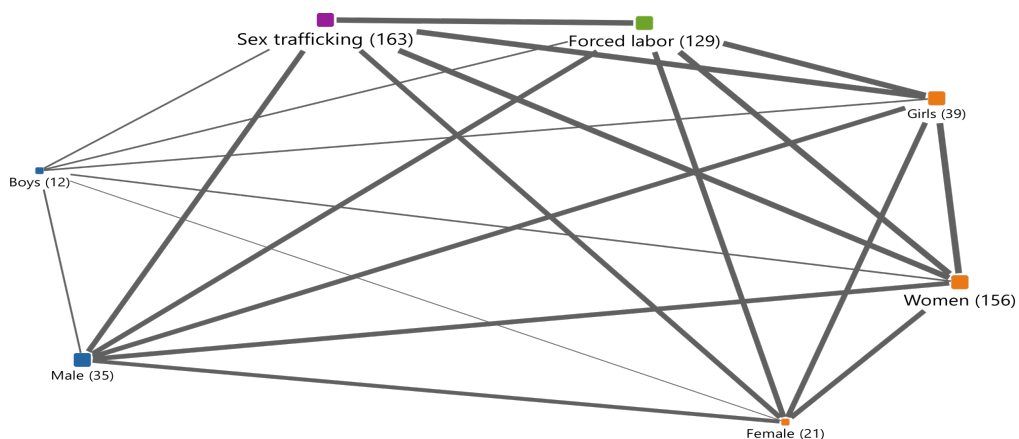 Sex trafficking (163)
Forced labor (129)
Girls (39)
Boys (12)
Women (156)
Male (35)
Female (21)